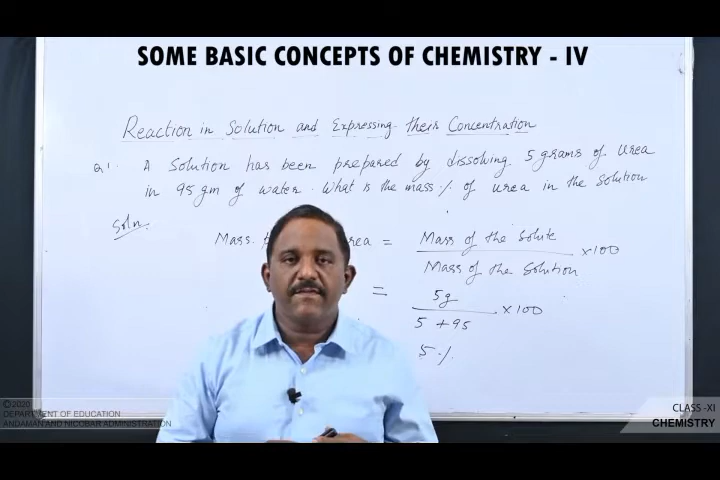 SOME BASIC CONCEPTS OF CHEMISTRY - IV
Reaction in Solution and Expressing their Concentration
Q1. A Solution has been prepared by dissolving 5 grams of Urea
in 95 gm of water. What is the mass % of urea in the solution
Soln.
Mass = Mass of the Solute / Mass of the Solution × 100
= 5g / 5 + 95 × 100
5 %
©2020
DEPARTMENT OF EDUCATION
ANDAMAN AND NICOBAR ADMINISTRATION
CLASS -XI
CHEMISTRY